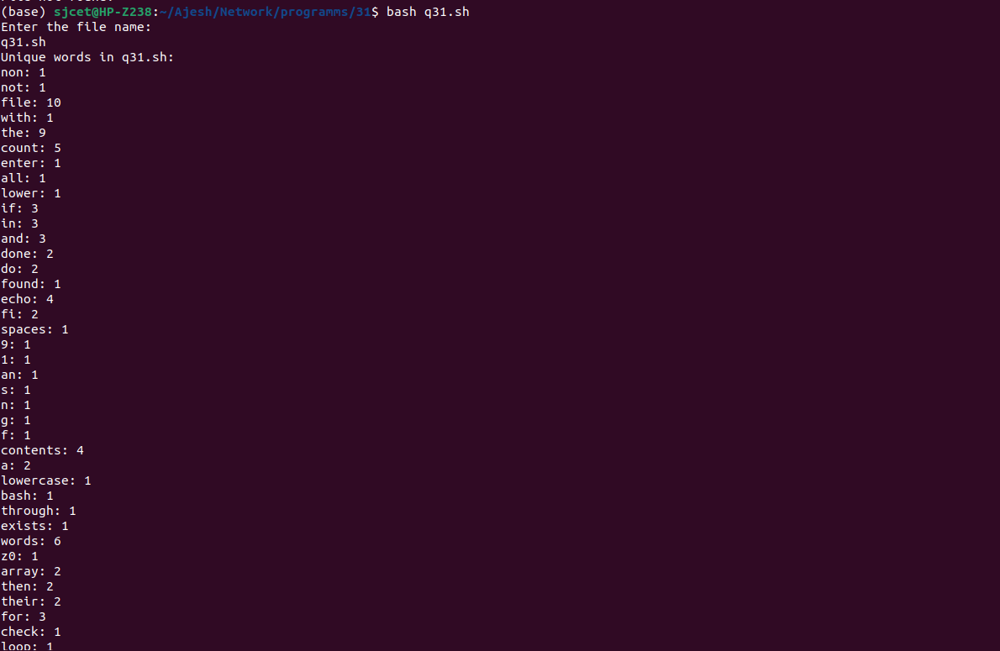 (base) sjcet@HP-Z238:~/Ajesh/Network/programms/31$ bash q31.sh
Enter the file name:
q31.sh
Unique words in q31.sh:
non: 1
not: 1
file: 10
with: 1
the: 9
count: 5
enter: 1
all: 1
lower: 1
if: 3
in: 3
and: 3
done: 2
do: 2
found: 1
echo: 4
fi: 2
spaces: 1
9: 1
1: 1
an: 1
s: 1
n: 1
g: 1
f: 1
contents: 4
a: 2
lowercase: 1
bash: 1
through: 1
exists: 1
words: 6
z0: 1
array: 2
then: 2
their: 2
for: 3
check: 1
loop: 1